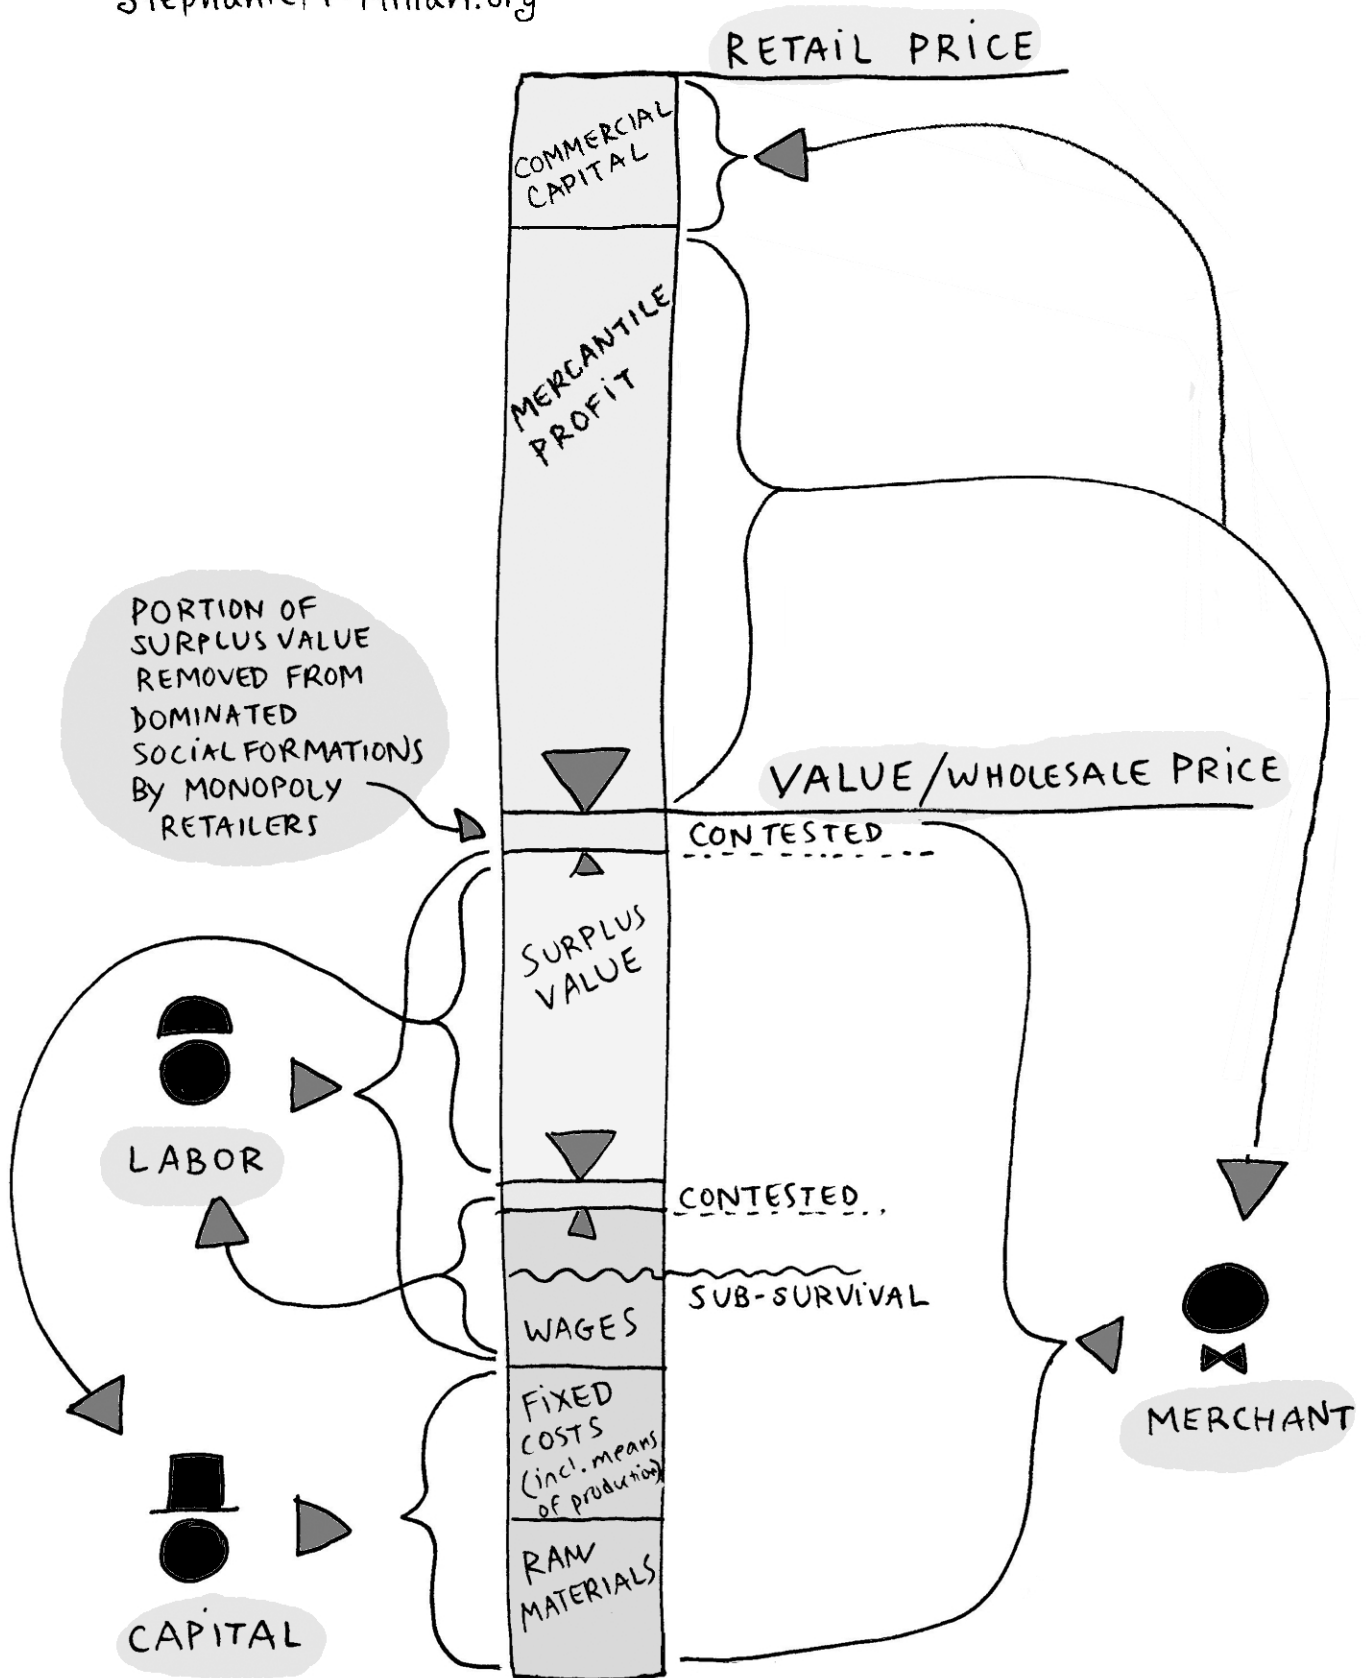 RETAIL PRICE
COMMERCIAL
CAPITAL
MERCANTILE
PROFIT
PORTION OF
SURPLUS VALUE
REMOVED FROM
DOMINATED
SOCIAL FORMATIONS
BY MONOPOLY
RETAILERS
VALUE/WHOLESALE PRICE
CONTESTED
SURPLUS
VALUE
LABOR
CONTESTED
SUB-SURVIVAL
WAGES
MERCHANT
FIXED
COSTS
(incl. means
of production)
RAW
MATERIALS
CAPITAL